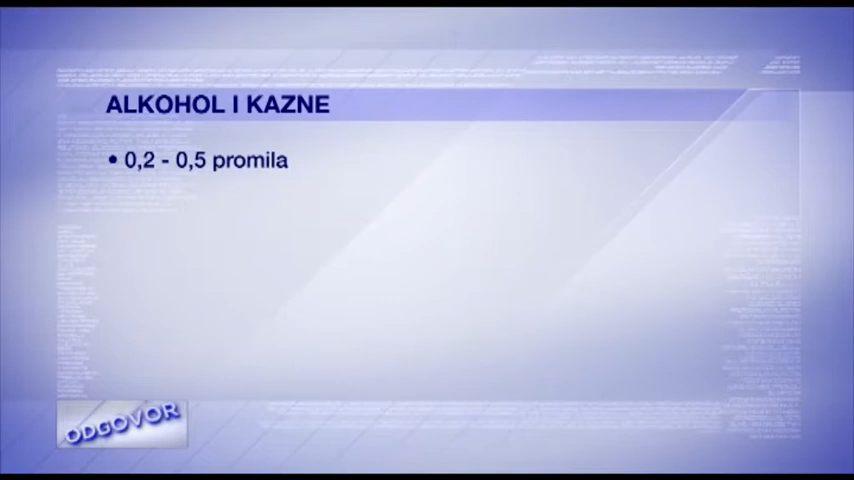 ALKOHOL I KAZNE
• 0,2 - 0,5 promila
ODGOVOR